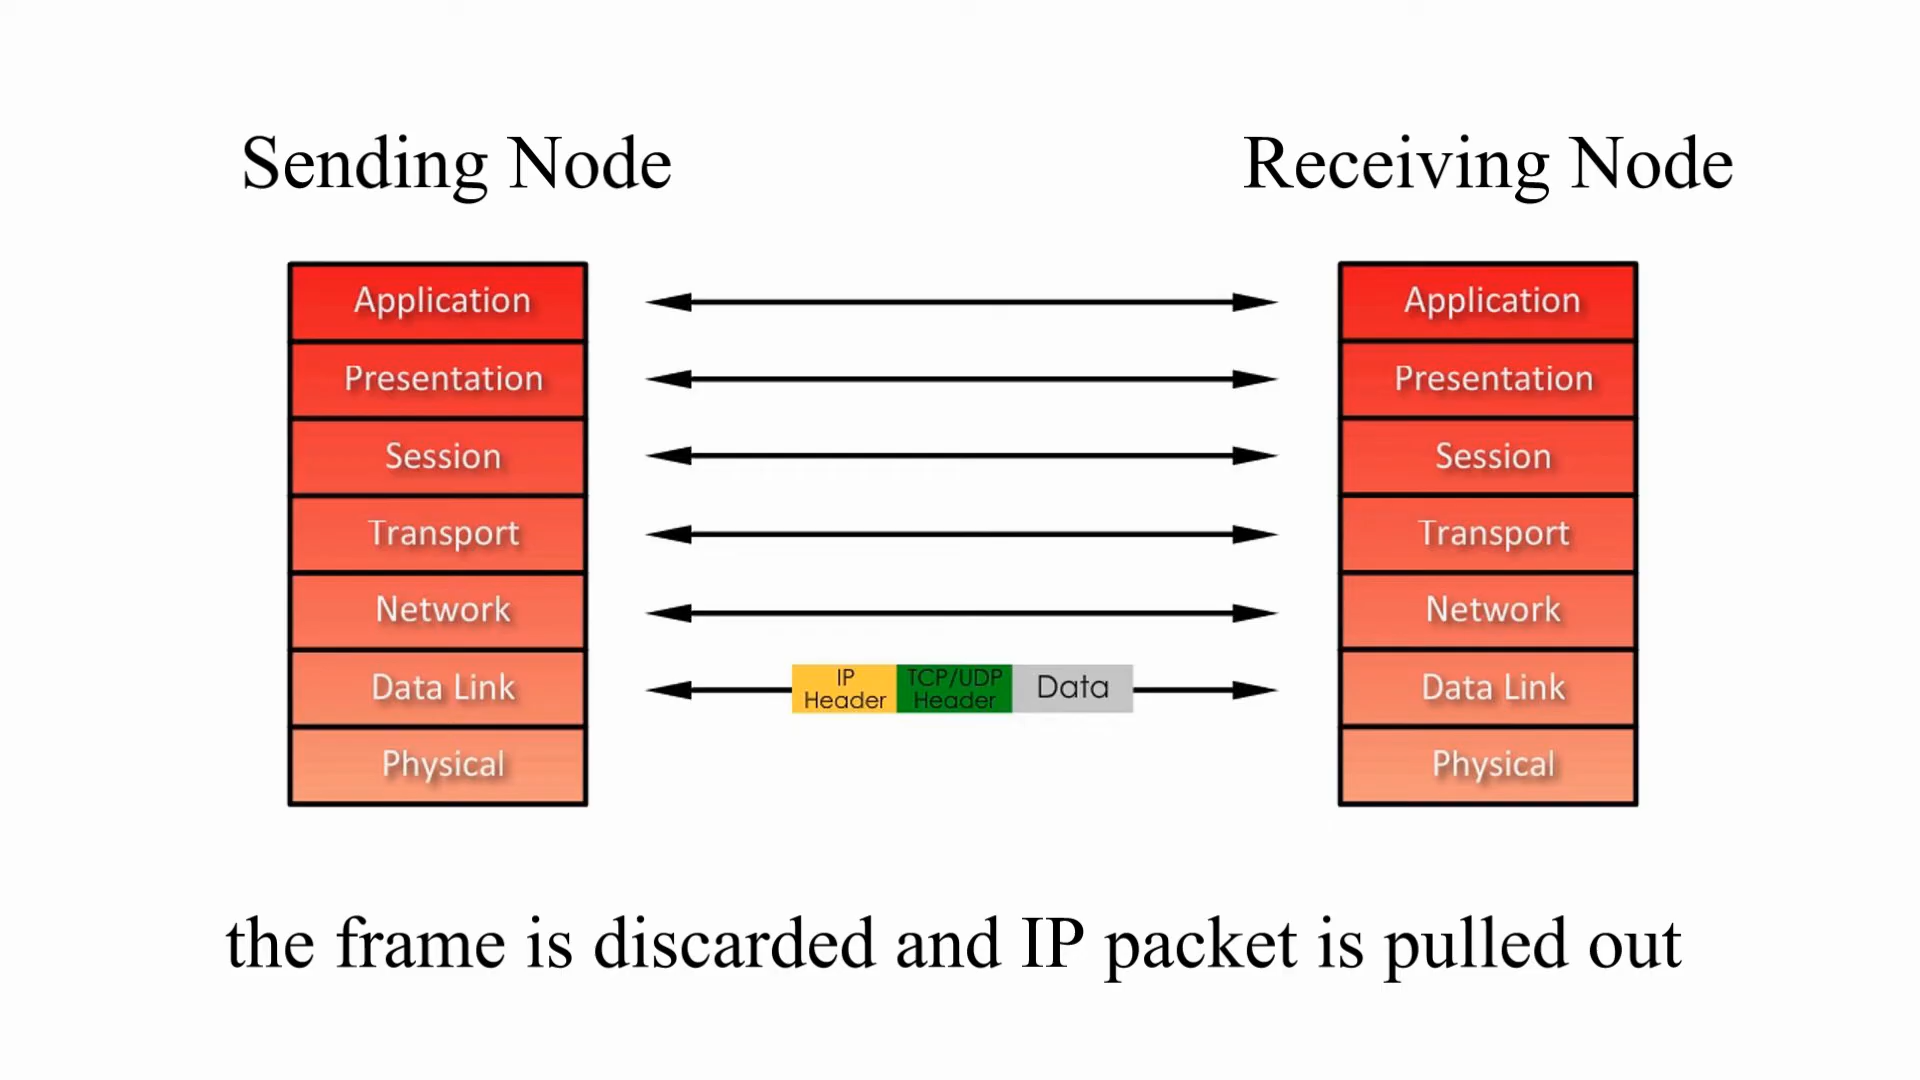 Sending Node
Receiving Node
Application
Application
Presentation
Presentation
Session
Session
Transport
Transport
Network
Network
Data Link
IP
Header
TCP/UDP
Header
Data
Data Link
Physical
Physical
the frame is discarded and IP packet is pulled out